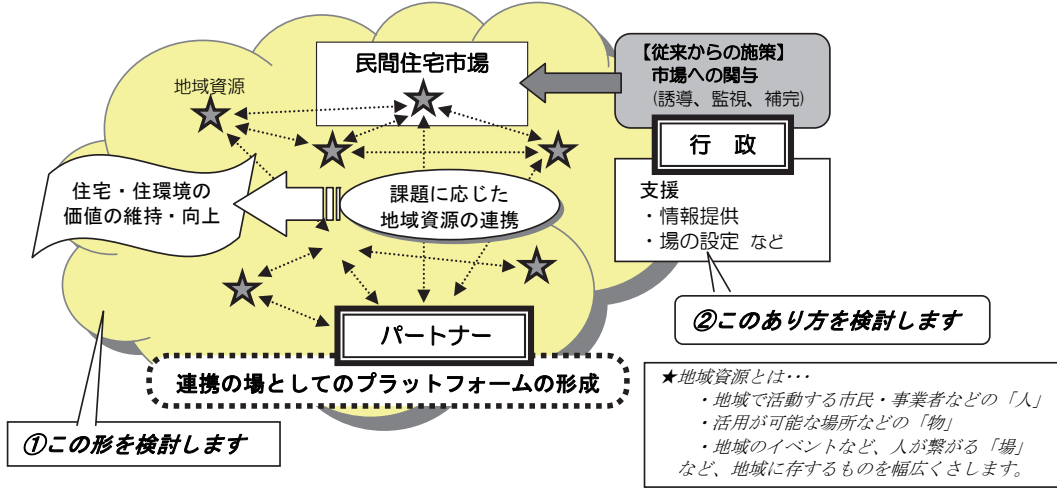 民間住宅市場
地域資源
【従来からの施策】
市場への関与
(誘導、監視、補完)
行 政
支援
・情報提供
・場の設定 など
住宅・住環境の
価値の維持・向上
課題に応じた
地域資源の連携
②このあり方を検討します
パートナー
連携の場としてのプラットフォームの形成
①この形を検討します
★地域資源とは･･･
・地域で活動する市民・事業者などの「人」
・活用が可能な場所などの「物」
・地域のイベントなど、人が繋がる「場」
など、地域に存するものを幅広くさします。